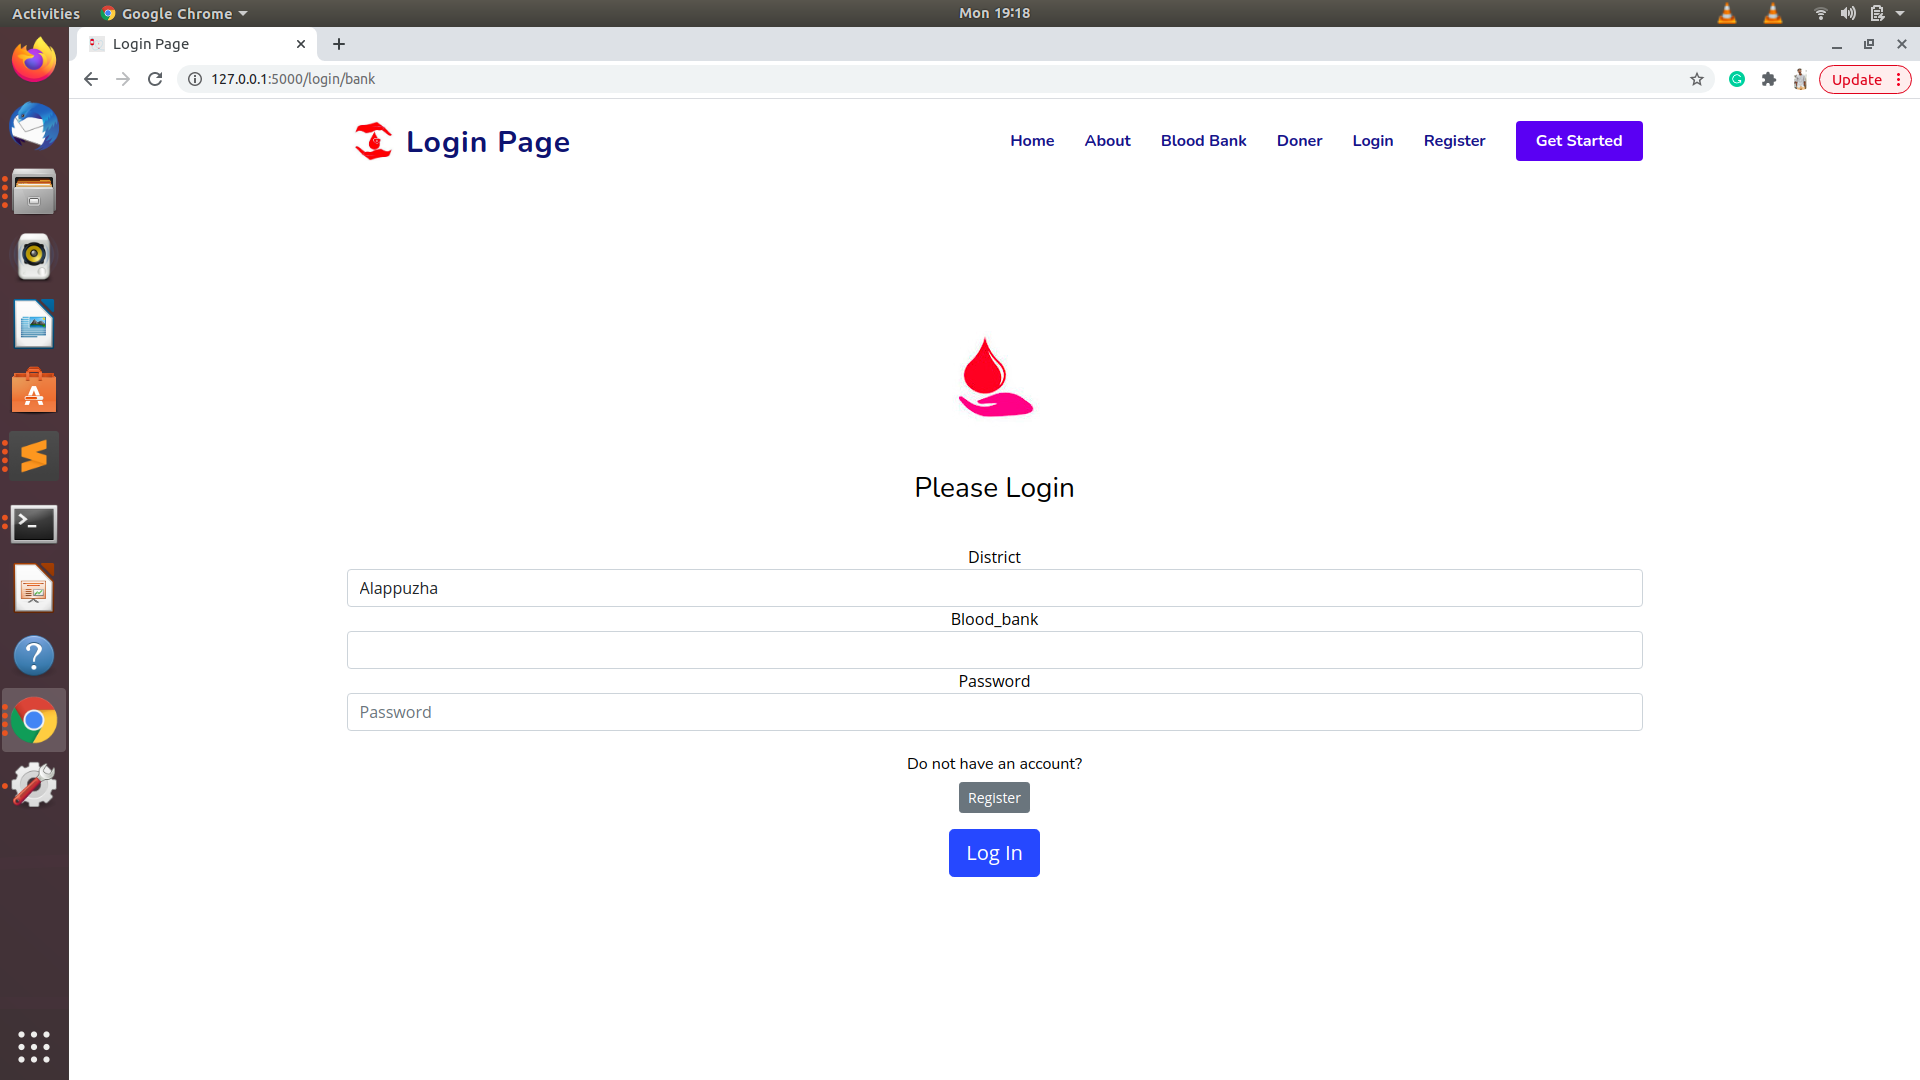 Activities Google Chrome Mon 19:18
Login Page
127.0.0.1:5000/login/bank Update
Login Page Home About Blood Bank Doner Login Register Get Started
Please Login
District
Alappuzha
Blood_bank
Password
Password
Do not have an account?
Register
Log In